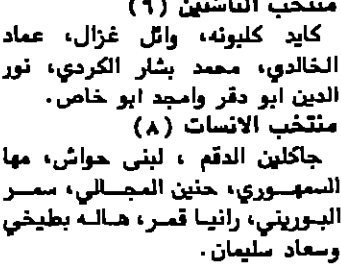 منتخب الناشئين (٦)
كايد كلبونه، وائل غزال، عماد
الخالدي، محمد بشار الكردي، نور
الدين ابو دقر وامجد ابو خاص.
منتخب الانسات (٨)
جاكلين الدقم ، لبنى حواش، مها
السمهوري، حنين المجالي، سمر
البوريني، رانيا قمر، هاله بطيخي
وسعاد سليمان.